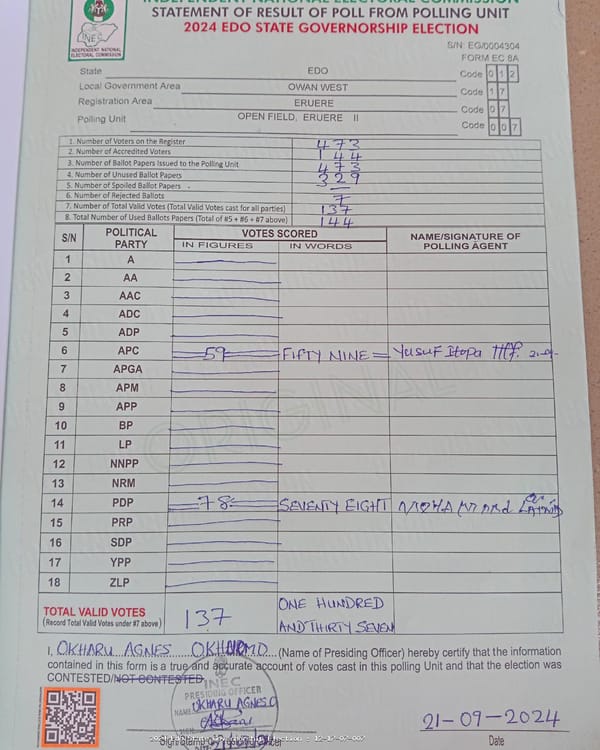 INDEPENDENT NATIONAL ELECTORAL COMMISSION
STATEMENT OF RESULT OF POLL FROM POLLING UNIT
2024 EDO STATE GOVERNORSHIP ELECTION
INEC
INDEPENDENT NATIONAL
ELECTORAL COMMISSION
S/N: EG/0004304
FORM EC 8A
State EDO Code 0 1 2
Local Government Area OWAN WEST Code 1 7
Registration Area ERUERE Code 0 7
Polling Unit OPEN FIELD, ERUERE II Code 0 0 7
1. Number of Voters on the Register 473
2. Number of Accredited Voters 144
3. Number of Ballot Papers Issued to the Polling Unit 473
4. Number of Unused Ballot Papers 329
5. Number of Spoiled Ballot Papers —
6. Number of Rejected Ballots 7
7. Number of Total Valid Votes (Total Valid Votes cast for all parties) 137
8. Total Number of Used Ballots Papers (Total of #5 + #6 + #7 above) 144
S/N POLITICAL PARTY VOTES SCORED NAME/SIGNATURE OF POLLING AGENT
IN FIGURES IN WORDS
1 A
2 AA
3 AAC
4 ADC
5 ADP
6 APC 59 FIFTY NINE Yusuf Itopa
7 APGA
8 APM
9 APP
10 BP
11 LP
12 NNPP
13 NRM
14 PDP 78 SEVENTY EIGHT
15 PRP
16 SDP
17 YPP
18 ZLP
ORIGINAL
TOTAL VALID VOTES 137 ONE HUNDRED
(Record Total Valid Votes under #7 above) AND THIRTY SEVEN
I, OKHARU AGNES (Name of Presiding Officer) hereby certify that the information
contained in this form is a true and accurate account of votes cast in this polling Unit and that the election was
CONTESTED/NOT CONTESTED
INEC
PRESIDING OFFICER
NAME OKHARU AGNES O
21-09-2024
Date